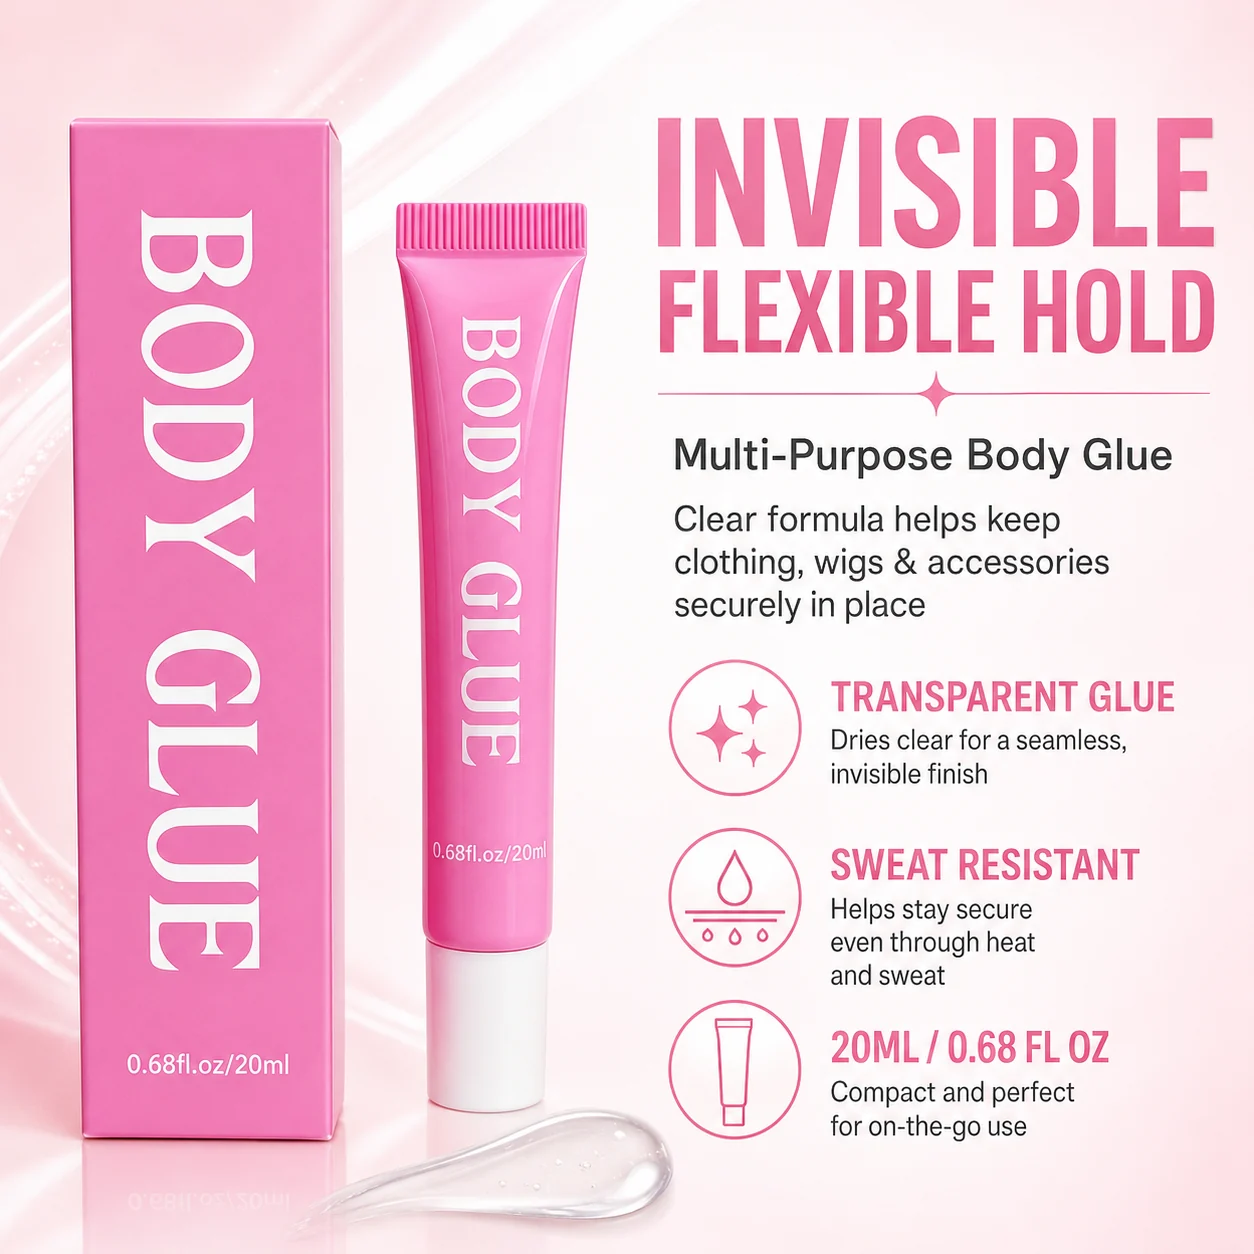 BODY GLUE
0.68fl.oz/20ml
BODY GLUE
0.68fl.oz/20ml
INVISIBLE
FLEXIBLE HOLD
Multi-Purpose Body Glue
Clear formula helps keep
clothing, wigs & accessories
securely in place
TRANSPARENT GLUE
Dries clear for a seamless,
invisible finish
SWEAT RESISTANT
Helps stay secure
even through heat
and sweat
20ML / 0.68 FL OZ
Compact and perfect
for on-the-go use